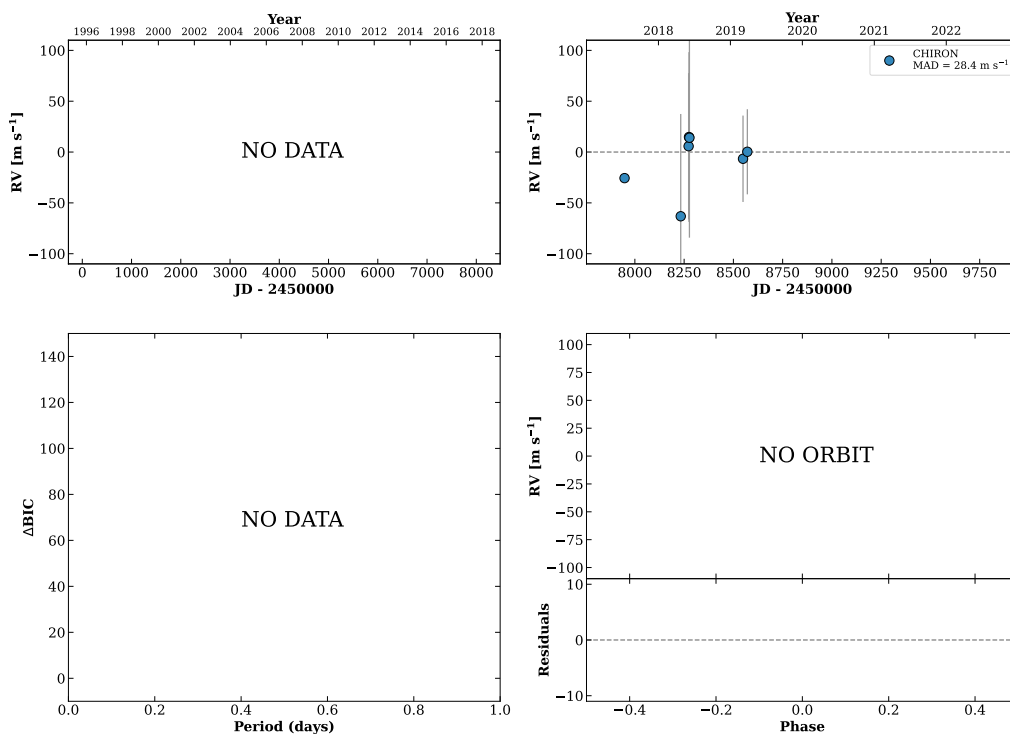 Year
1996 1998 2000 2002 2004 2006 2008 2010 2012 2014 2016 2018
100
50
0
−50
−100
RV [m s⁻¹]
NO DATA
0 1000 2000 3000 4000 5000 6000 7000 8000
JD - 2450000
Year
2018 2019 2020 2021 2022
100
50
0
−50
−100
RV [m s⁻¹]
CHIRON
MAD = 28.4 m s⁻¹
8000 8250 8500 8750 9000 9250 9500 9750
JD - 2450000
140
120
100
80
60
40
20
0
ΔBIC
NO DATA
0.0 0.2 0.4 0.6 0.8 1.0
Period (days)
100
75
50
25
0
−25
−50
−75
−100
RV [m s⁻¹]
NO ORBIT
10
0
−10
Residuals
−0.4 −0.2 0.0 0.2 0.4
Phase